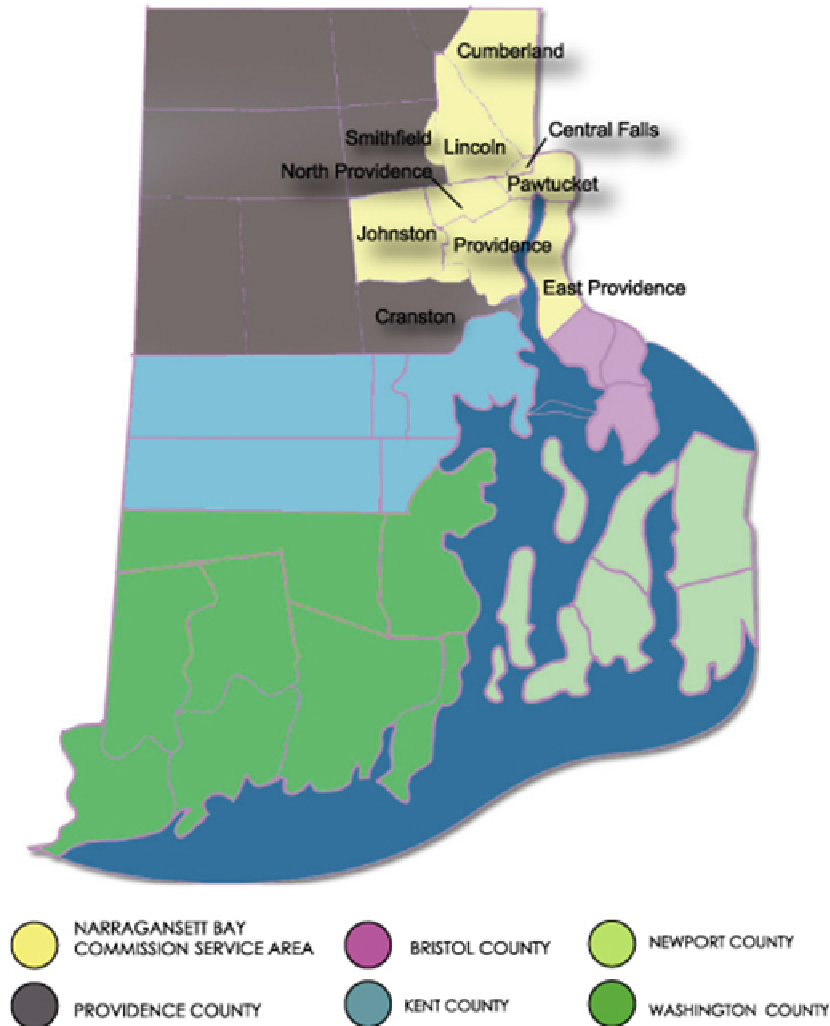 Cumberland
Central Falls
Smithfield
Lincoln
North Providence
Pawtucket
Johnston
Providence
East Providence
Cranston
NARRAGANSETT BAY
COMMISSION SERVICE AREA
BRISTOL COUNTY
NEWPORT COUNTY
PROVIDENCE COUNTY
KENT COUNTY
WASHINGTON COUNTY